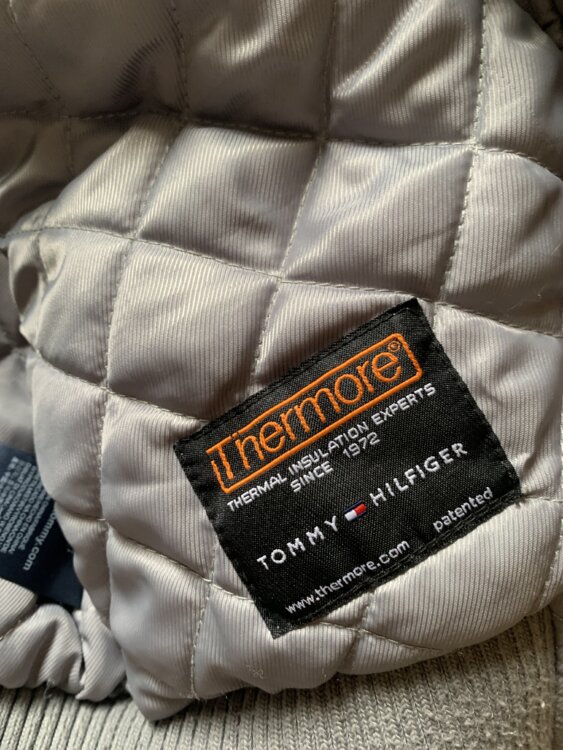 Thermore®
THERMAL INSULATION EXPERTS
SINCE 1972
TOMMY HILFIGER
patented
www.thermore.com